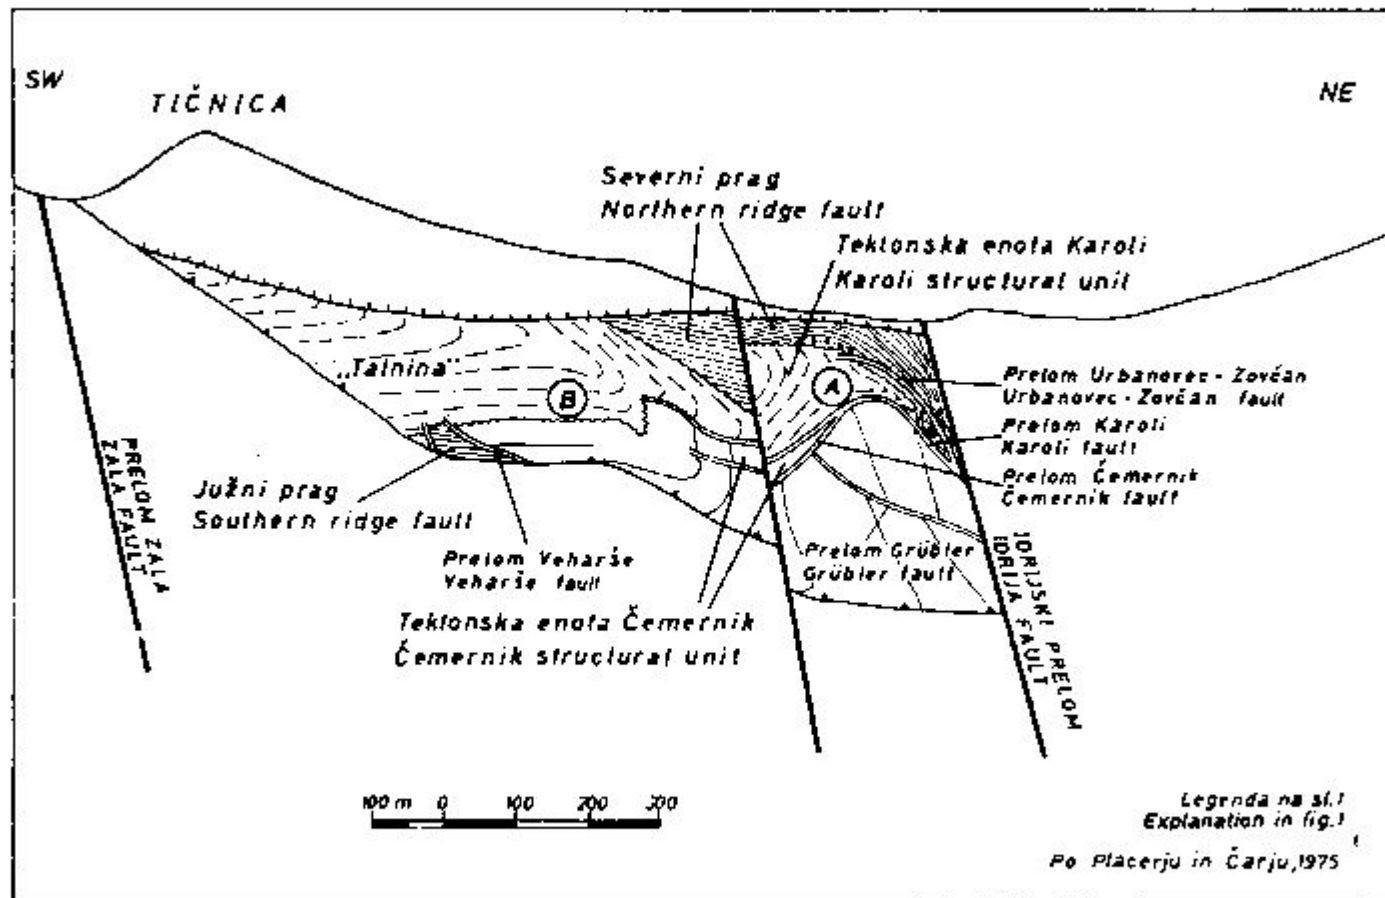 SW
NE
TIČNICA
Severni prag
Northern ridge fault
Tektonska enota Karoli
Karoli structural unit
„Talnina“
B
A
Prelom Urbanovec - Zovčan
Urbanovec - Zovčan fault
Prelom Karoli
Karoli fault
Prelom Čemernik
Čemernik fault
PRELOM ZALA
ZALA FAULT
Južni prag
Southern ridge fault
Prelom Veharše
Veharše fault
Prelom Grübler
Grübler fault
Tektonska enota Čemernik
Čemernik structural unit
IDRIJSKI PRELOM
IDRIJA FAULT
100 m 0 100 200 300
Legenda na sl.1
Explanation in fig.1
Po Placerju in Čarju, 1975